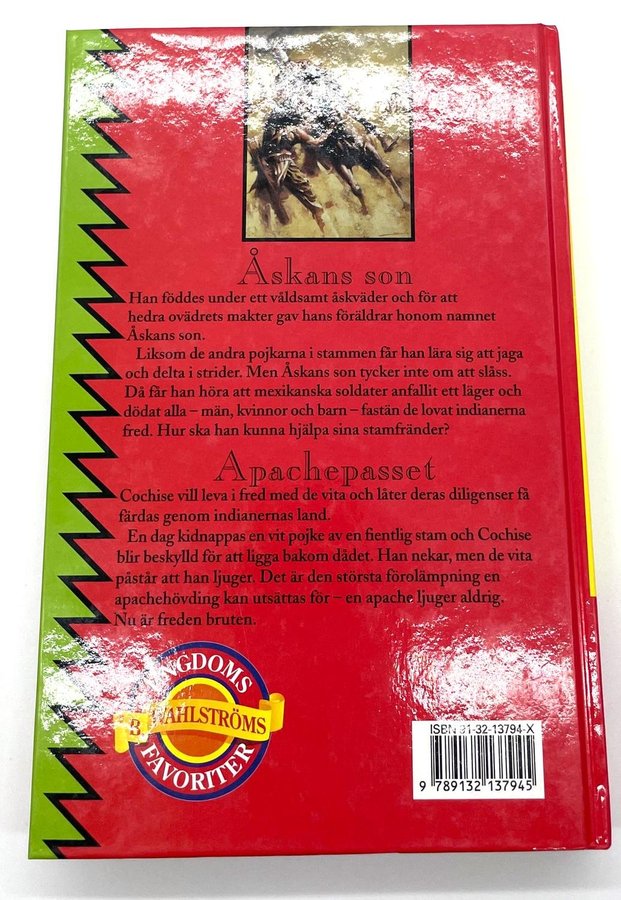 Åskans son
Han föddes under ett våldsamt åskväder och för att
hedra ovädrets makter gav hans föräldrar honom namnet
Åskans son.
Liksom de andra pojkarna i stammen får han lära sig att jaga
och delta i strider. Men Åskans son tycker inte om att slåss.
Då får han höra att mexikanska soldater anfallit ett läger och
dödat alla – män, kvinnor och barn – fastän de lovat indianerna
fred. Hur ska han kunna hjälpa sina stamfränder?
Apachepasset
Cochise vill leva i fred med de vita och låter deras diligenser få
färdas genom indianernas land.
En dag kidnappas en vit pojke av en fientlig stam och Cochise
blir beskylld för att ligga bakom dådet. Han nekar, men de vita
påstår att han ljuger. Det är den största förolämpning en
apachehövding kan utsättas för – en apache ljuger aldrig.
Nu är freden bruten.
UNGDOMS
B. WAHLSTRÖMS
FAVORITER
ISBN 91-32-13794-X
9 789132 137945